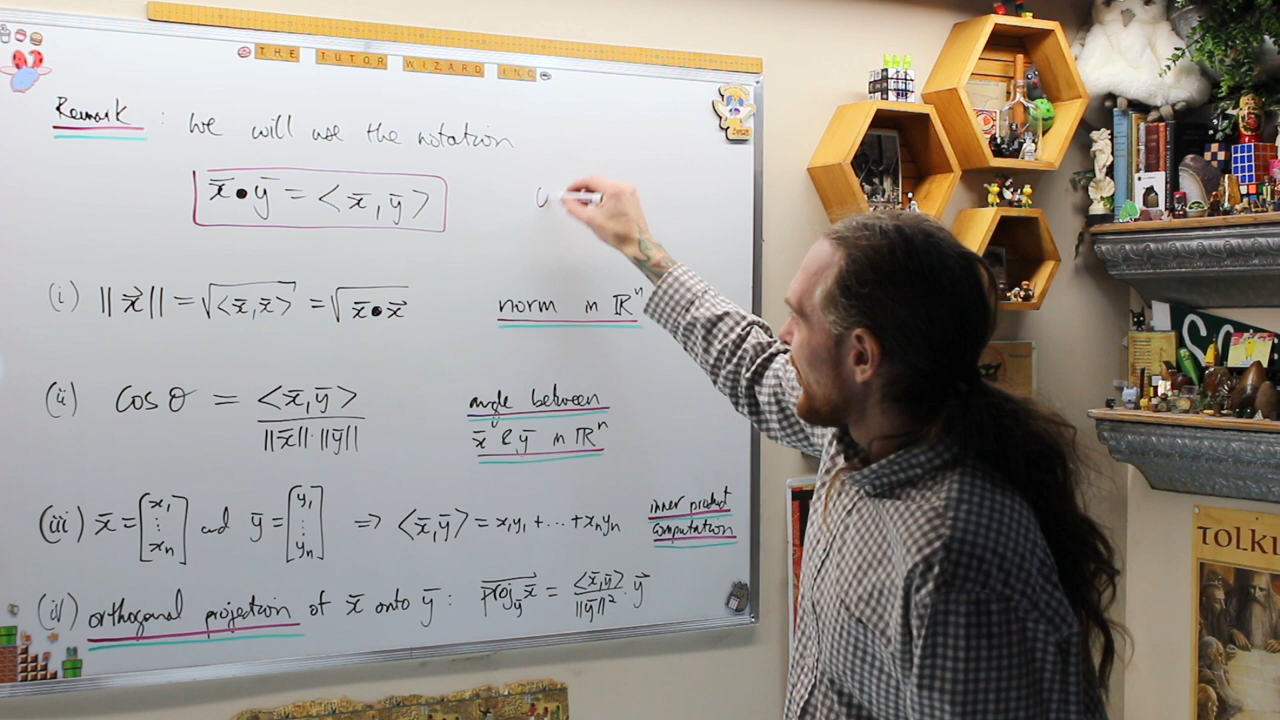 THE TUTOR WIZARD INC
Remark : We will use the notation
x̄ • ȳ = <x̄, ȳ>
(i) ||x⃗|| = √<x̄, x̄> = √x̄ • x⃗ norm in ℝⁿ
(ii) cos θ = <x̄, ȳ> / ||x̄|| · ||ȳ|| angle between
x̄ & ȳ in ℝⁿ
(iii) x̄ = [x₁ ⋮ xₙ] and ȳ = [y₁ ⋮ yₙ] => <x̄, ȳ> = x₁y₁ + ... + xₙyₙ inner product
computation
(iv) orthogonal projection of x̄ onto ȳ : proj_ȳ x̄ = <x̄, ȳ> / ||ȳ||² · y⃗
TOLKI